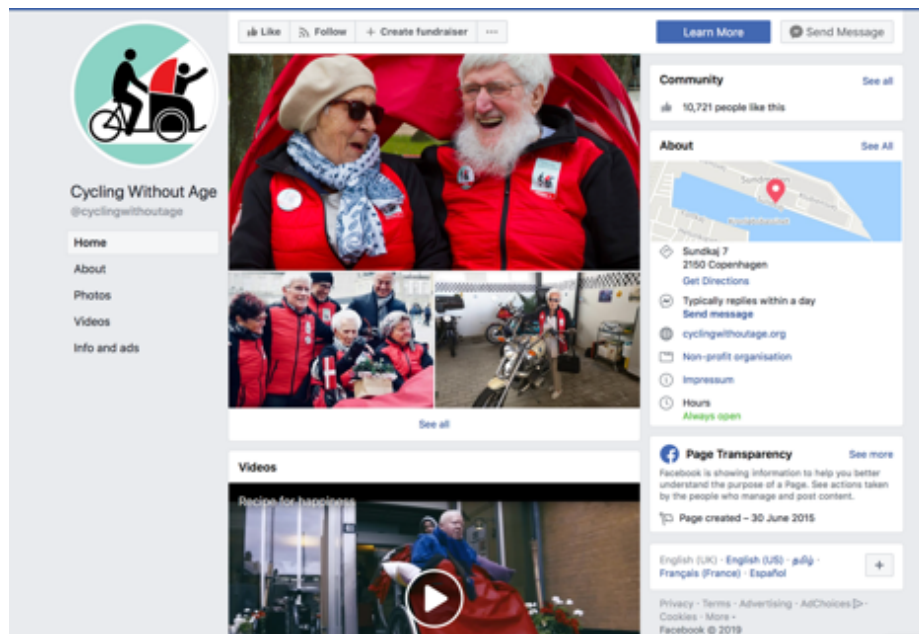 Like
Follow
+ Create fundraiser
Learn More
Send Message
Cycling Without Age
@cyclingwithoutage
Home
About
Photos
Videos
Info and ads
See all
Videos
Recipe for happiness
Community
See all
10,721 people like this
About
See All
Sundkaj 7
2150 Copenhagen
Get Directions
Typically replies within a day
Send message
cyclingwithoutage.org
Non-profit organisation
Impressum
Hours
Always open
Page Transparency
See more
Facebook is showing information to help you better
understand the purpose of a Page. See actions taken
by the people who manage and post content.
Page created – 30 June 2015
English (UK) · English (US) · தமிழ் ·
Français (France) · Español
Privacy · Terms · Advertising · AdChoices ·
Cookies · More
Facebook © 2019